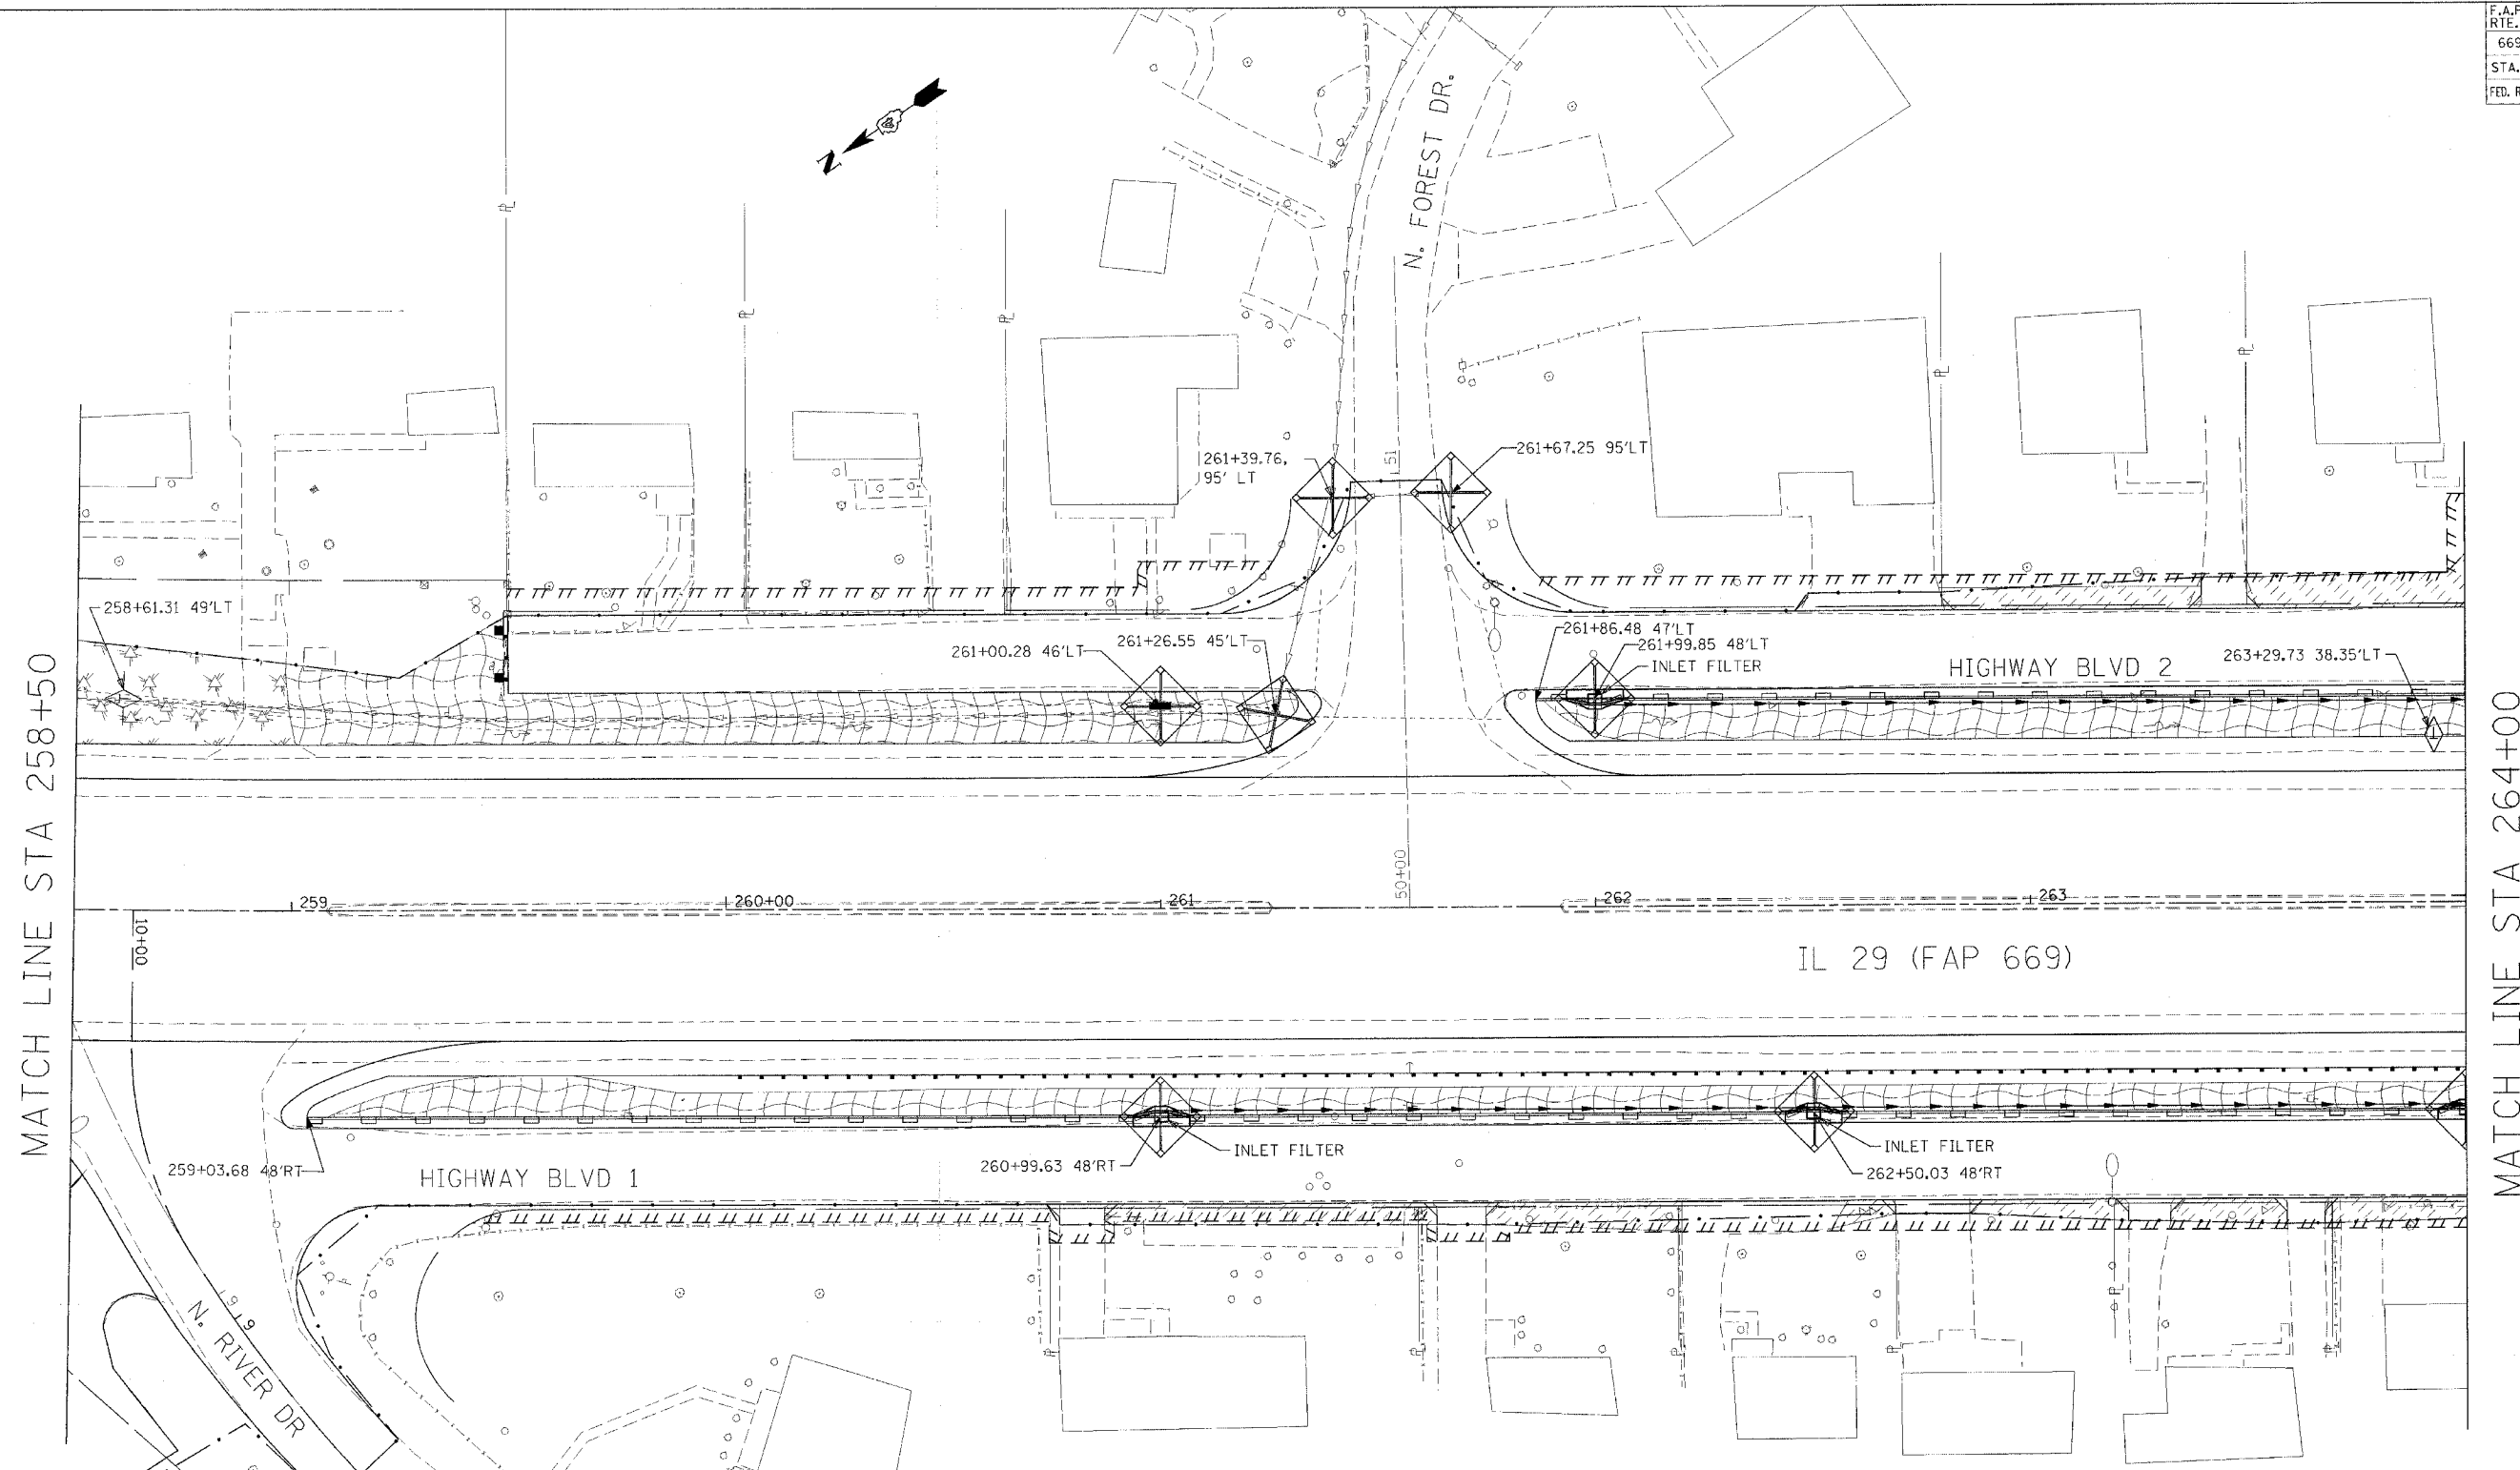 F.A.P
RTE.
669
STA.
FED. R
N
N. FOREST DR.
261+39.76,
95' LT
51
261+67.25 95'LT
258+61.31 49'LT
261+00.28 46'LT
261+26.55 45'LT
261+86.48 47'LT
261+99.85 48'LT
INLET FILTER
HIGHWAY BLVD 2
263+29.73 38.35'LT
MATCH LINE STA 258+50
MATCH LINE STA 264+00
50+00
259
260+00
261
262
263
10+00
IL 29 (FAP 669)
259+03.68 48'RT
HIGHWAY BLVD 1
260+99.63 48'RT
INLET FILTER
INLET FILTER
262+50.03 48'RT
N. RIVER DR